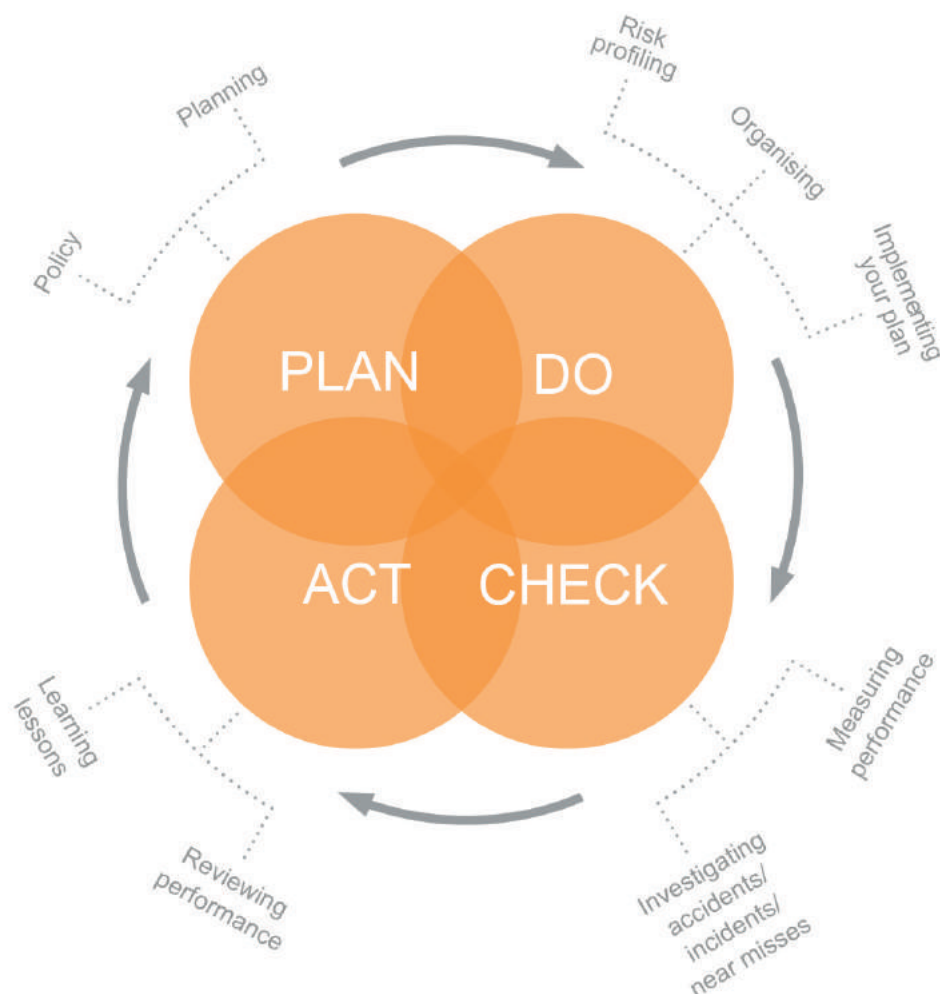 Risk
profiling
Planning
Organising
Policy
Implementing
your plan
PLAN
DO
ACT
CHECK
Learning
lessons
Measuring
performance
Reviewing
performance
Investigating
accidents/
incidents/
near misses